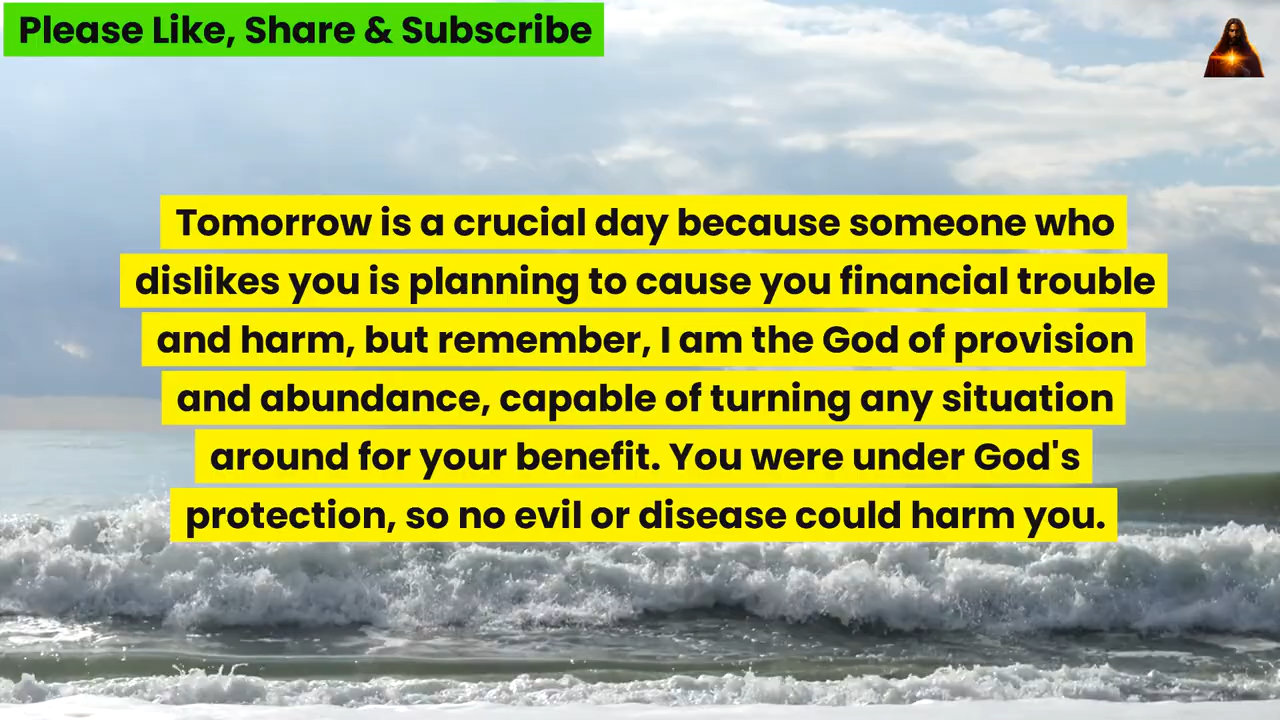 Please Like, Share & Subscribe
Tomorrow is a crucial day because someone who
dislikes you is planning to cause you financial trouble
and harm, but remember, I am the God of provision
and abundance, capable of turning any situation
around for your benefit. You were under God's
protection, so no evil or disease could harm you.